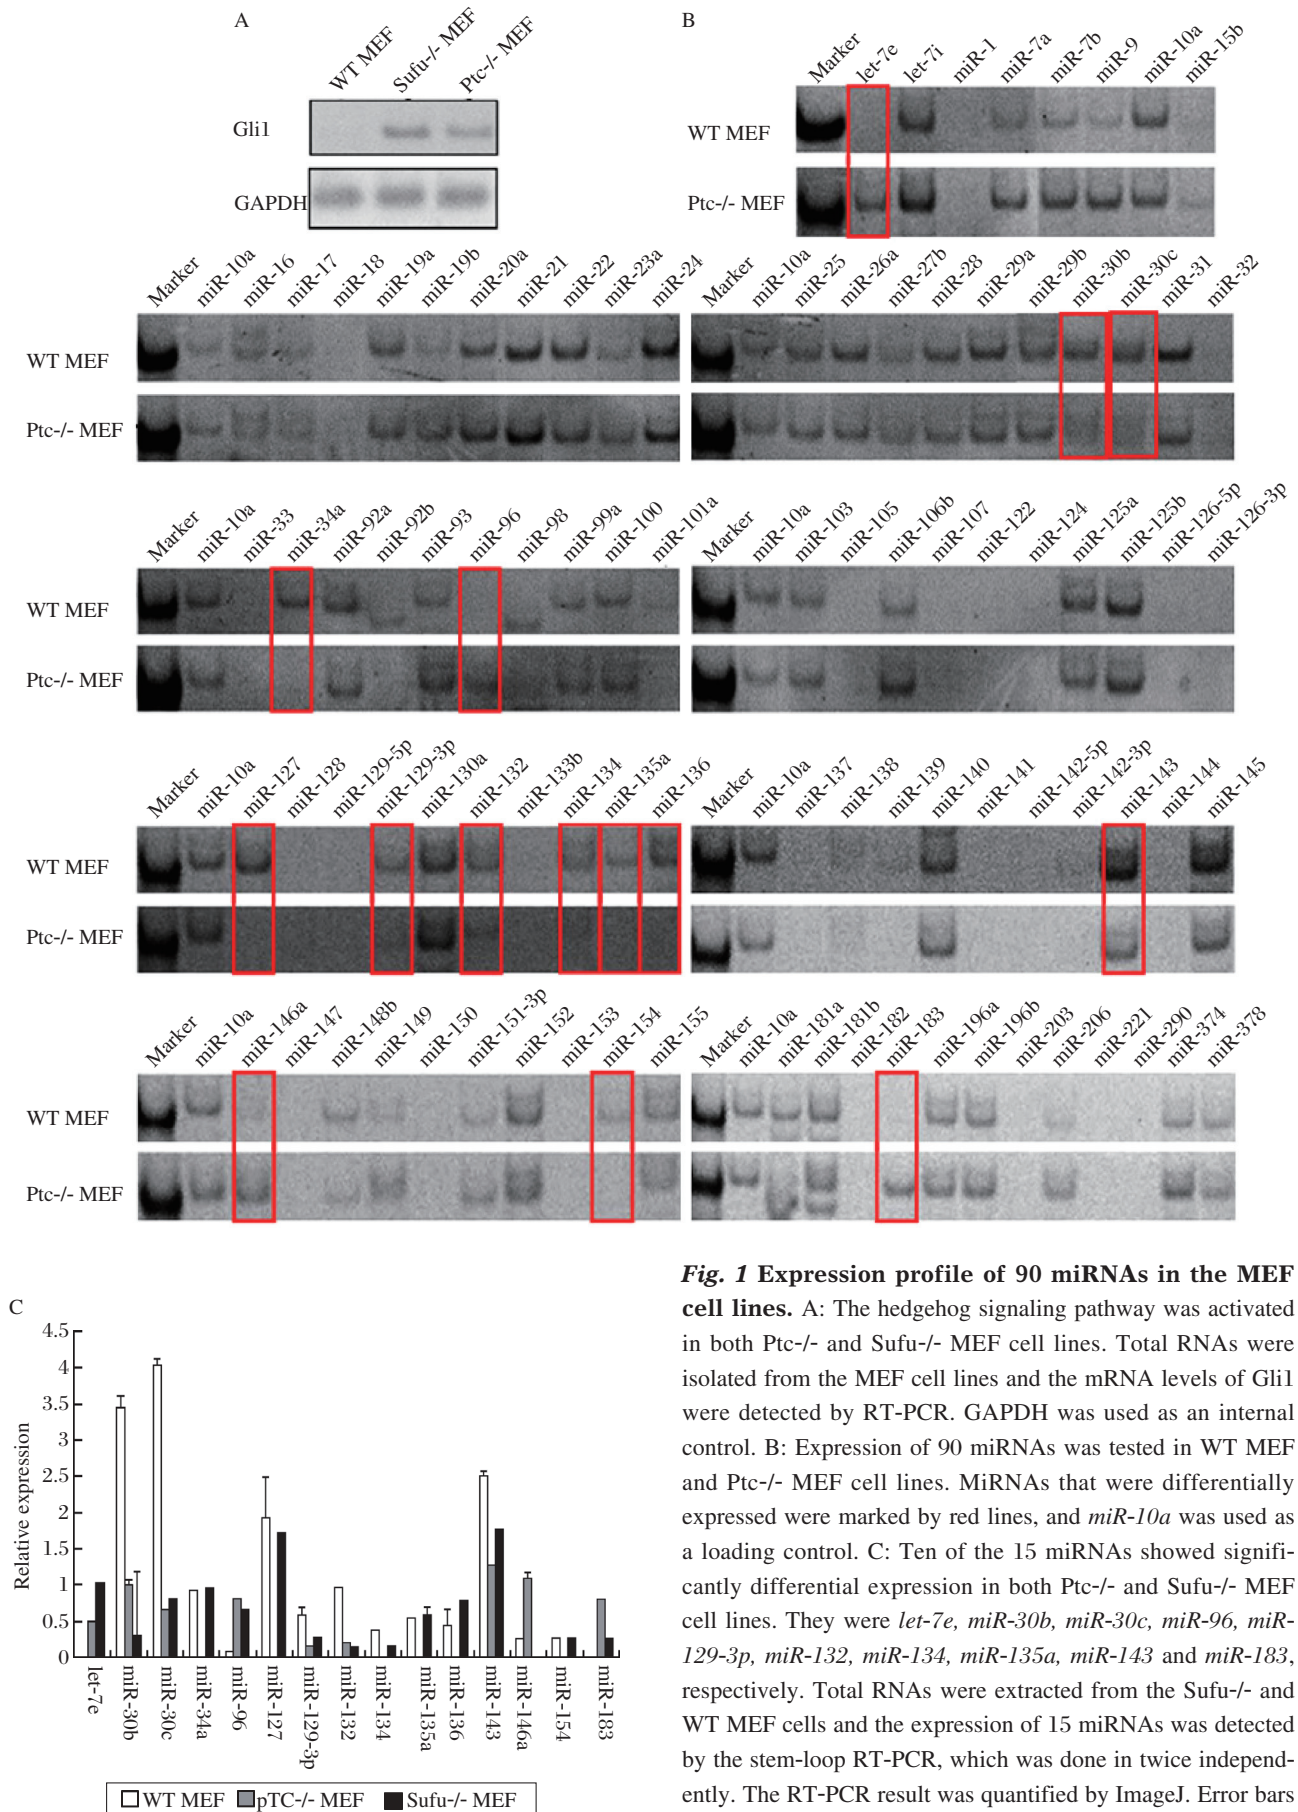 A
WT MEF
Sufu-/- MEF
Ptc-/- MEF
Gli1
GAPDH
B
Marker
let-7e
let-7i
miR-1
miR-7a
miR-7b
miR-9
miR-10a
miR-15b
WT MEF
Ptc-/- MEF
Marker
miR-10a
miR-16
miR-17
miR-18
miR-19a
miR-19b
miR-20a
miR-21
miR-22
miR-23a
miR-24
Marker
miR-10a
miR-25
miR-26a
miR-27b
miR-28
miR-29a
miR-29b
miR-30b
miR-30c
miR-31
miR-32
WT MEF
Ptc-/- MEF
Marker
miR-10a
miR-33
miR-34a
miR-92a
miR-92b
miR-93
miR-96
miR-98
miR-99a
miR-100
miR-101a
Marker
miR-10a
miR-103
miR-105
miR-106b
miR-107
miR-122
miR-124
miR-125a
miR-125b
miR-126-5p
miR-126-3p
WT MEF
Ptc-/- MEF
Marker
miR-10a
miR-127
miR-128
miR-129-5p
miR-129-3p
miR-130a
miR-132
miR-133b
miR-134
miR-135a
miR-136
Marker
miR-10a
miR-137
miR-138
miR-139
miR-140
miR-141
miR-142-5p
miR-142-3p
miR-143
miR-144
miR-145
WT MEF
Ptc-/- MEF
Marker
miR-10a
miR-146a
miR-147
miR-148b
miR-149
miR-150
miR-151-3p
miR-152
miR-153
miR-154
miR-155
Marker
miR-10a
miR-181a
miR-181b
miR-182
miR-183
miR-196a
miR-196b
miR-203
miR-206
miR-221
miR-290
miR-374
miR-378
WT MEF
Ptc-/- MEF
C
4.5
4
3.5
3
2.5
2
1.5
1
0.5
0
Relative expression
let-7e
miR-30b
miR-30c
miR-34a
miR-96
miR-127
miR-129-3p
miR-132
miR-134
miR-135a
miR-136
miR-143
miR-146a
miR-154
miR-183
WT MEF pTC-/- MEF Sufu-/- MEF
Fig. 1 Expression profile of 90 miRNAs in the MEF
cell lines. A: The hedgehog signaling pathway was activated
in both Ptc-/- and Sufu-/- MEF cell lines. Total RNAs were
isolated from the MEF cell lines and the mRNA levels of Gli1
were detected by RT-PCR. GAPDH was used as an internal
control. B: Expression of 90 miRNAs was tested in WT MEF
and Ptc-/- MEF cell lines. MiRNAs that were differentially
expressed were marked by red lines, and miR-10a was used as
a loading control. C: Ten of the 15 miRNAs showed signifi-
cantly differential expression in both Ptc-/- and Sufu-/- MEF
cell lines. They were let-7e, miR-30b, miR-30c, miR-96, miR-
129-3p, miR-132, miR-134, miR-135a, miR-143 and miR-183,
respectively. Total RNAs were extracted from the Sufu-/- and
WT MEF cells and the expression of 15 miRNAs was detected
by the stem-loop RT-PCR, which was done in twice independ-
ently. The RT-PCR result was quantified by ImageJ. Error bars